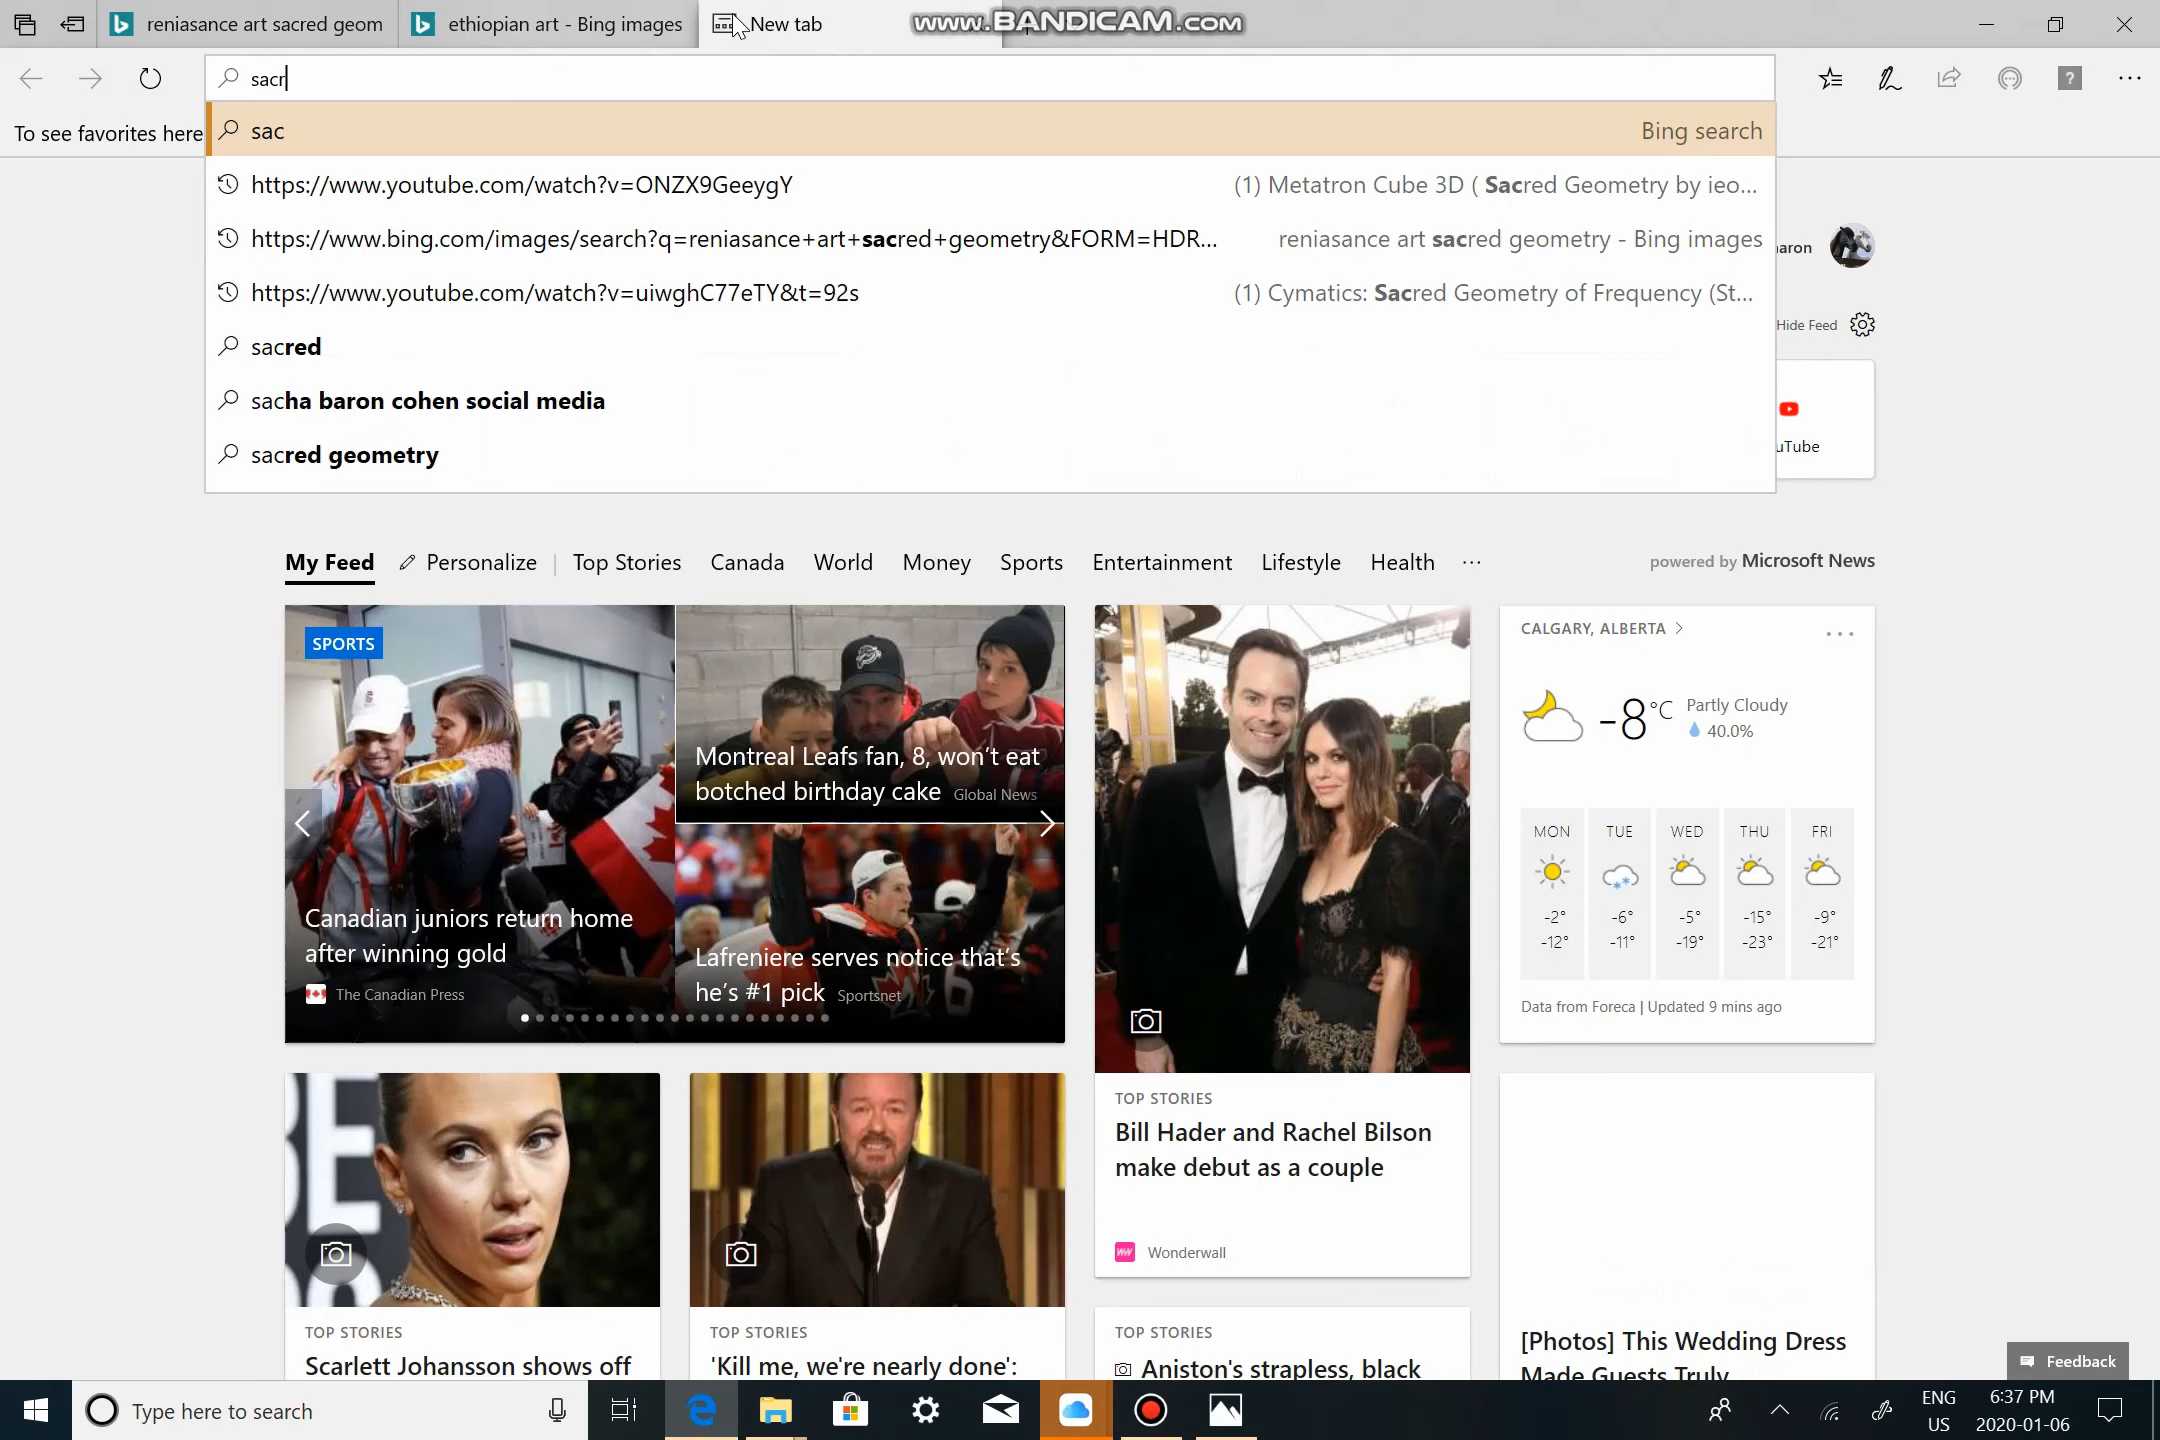 reniasance art sacred geom
ethiopian art - Bing images
New tab
www.BANDICAM.com
sacr
To see favorites here
sac
Bing search
https://www.youtube.com/watch?v=ONZX9GeeygY
(1) Metatron Cube 3D ( Sacred Geometry by ieo...
https://www.bing.com/images/search?q=reniasance+art+sacred+geometry&FORM=HDR...
reniasance art sacred geometry - Bing images
https://www.youtube.com/watch?v=uiwghC77eTY&t=92s
(1) Cymatics: Sacred Geometry of Frequency (St...
sacred
sacha baron cohen social media
sacred geometry
aron
Hide Feed
uTube
My Feed
Personalize
Top Stories
Canada
World
Money
Sports
Entertainment
Lifestyle
Health
...
powered by Microsoft News
SPORTS
Canadian juniors return home
after winning gold
The Canadian Press
Montreal Leafs fan, 8, won't eat
botched birthday cake Global News
Lafreniere serves notice that's
he's #1 pick Sportsnet
TOP STORIES
Bill Hader and Rachel Bilson
make debut as a couple
Wonderwall
CALGARY, ALBERTA >
-8°C
Partly Cloudy
40.0%
MON TUE WED THU FRI
-2° -6° -5° -15° -9°
-12° -11° -19° -23° -21°
Data from Foreca | Updated 9 mins ago
TOP STORIES
Scarlett Johansson shows off
TOP STORIES
'Kill me, we're nearly done':
TOP STORIES
Aniston's strapless, black
[Photos] This Wedding Dress
Made Guests Truly
Feedback
Type here to search
ENG
US
6:37 PM
2020-01-06